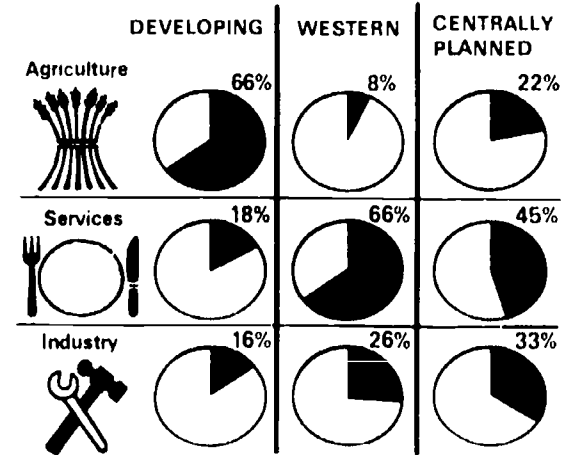 DEVELOPING WESTERN CENTRALLY
PLANNED
Agriculture
66% 8% 22%
Services 18% 66% 45%
Industry 16% 26% 33%